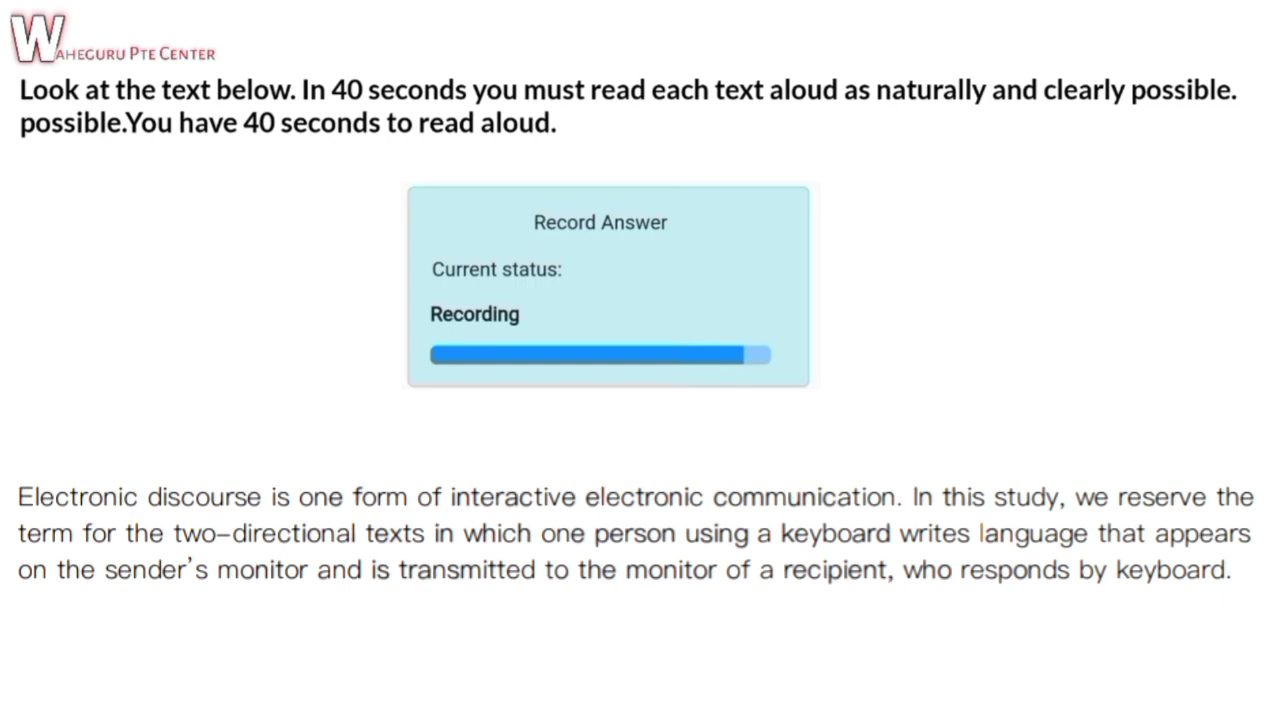 WAHEGURU PTE CENTER
Look at the text below. In 40 seconds you must read each text aloud as naturally and clearly possible.
possible.You have 40 seconds to read aloud.
Record Answer
Current status:
Recording
Electronic discourse is one form of interactive electronic communication. In this study, we reserve the
term for the two-directional texts in which one person using a keyboard writes language that appears
on the sender's monitor and is transmitted to the monitor of a recipient, who responds by keyboard.